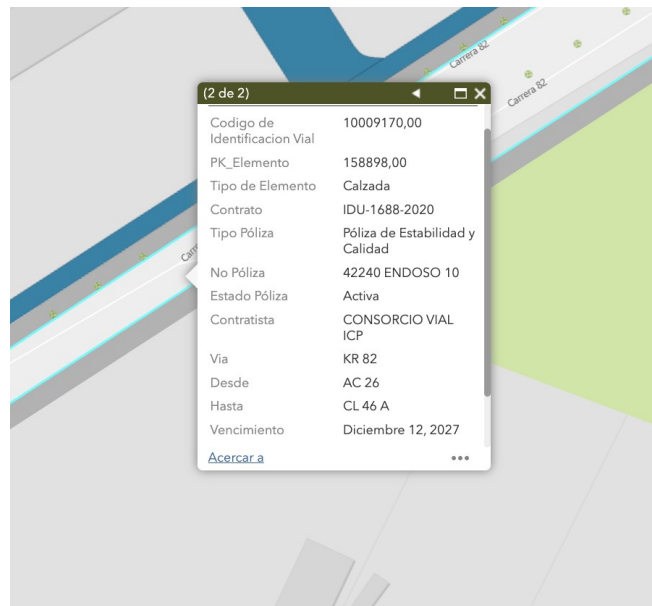 Carrera 82
Carrera 82
(2 de 2)
Codigo de Identificacion Vial 10009170,00
PK_Elemento 158898,00
Tipo de Elemento Calzada
Contrato IDU-1688-2020
Tipo Póliza Póliza de Estabilidad y Calidad
No Póliza 42240 ENDOSO 10
Estado Póliza Activa
Contratista CONSORCIO VIAL ICP
Via KR 82
Desde AC 26
Hasta CL 46 A
Vencimiento Diciembre 12, 2027
Acercar a